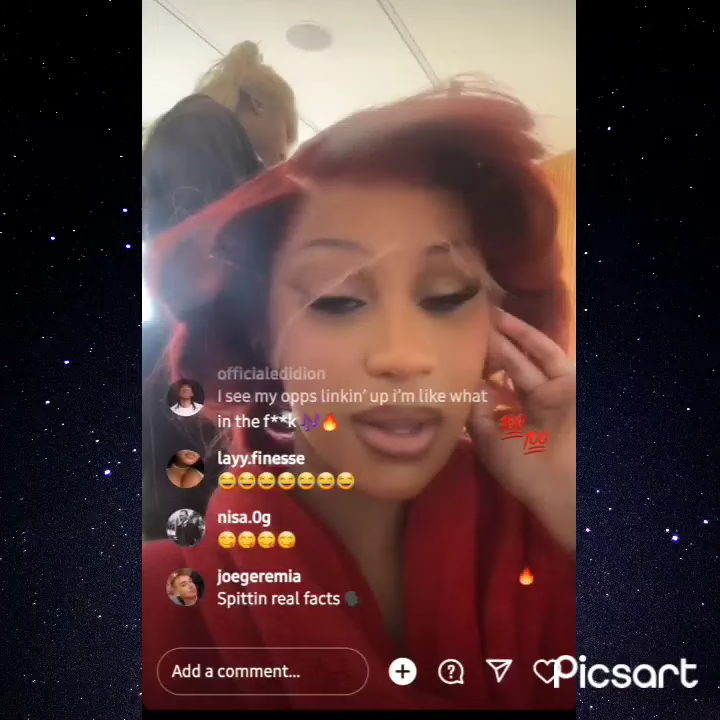 officialedidion
I see my opps linkin' up i'm like what
in the f**k 🎶🔥
💯💯
layy.finesse
😂😂😂😂😂😂😂
nisa.0g
😋😋😋😋
joegeremia
Spittin real facts 🗣
Add a comment...
Picsart